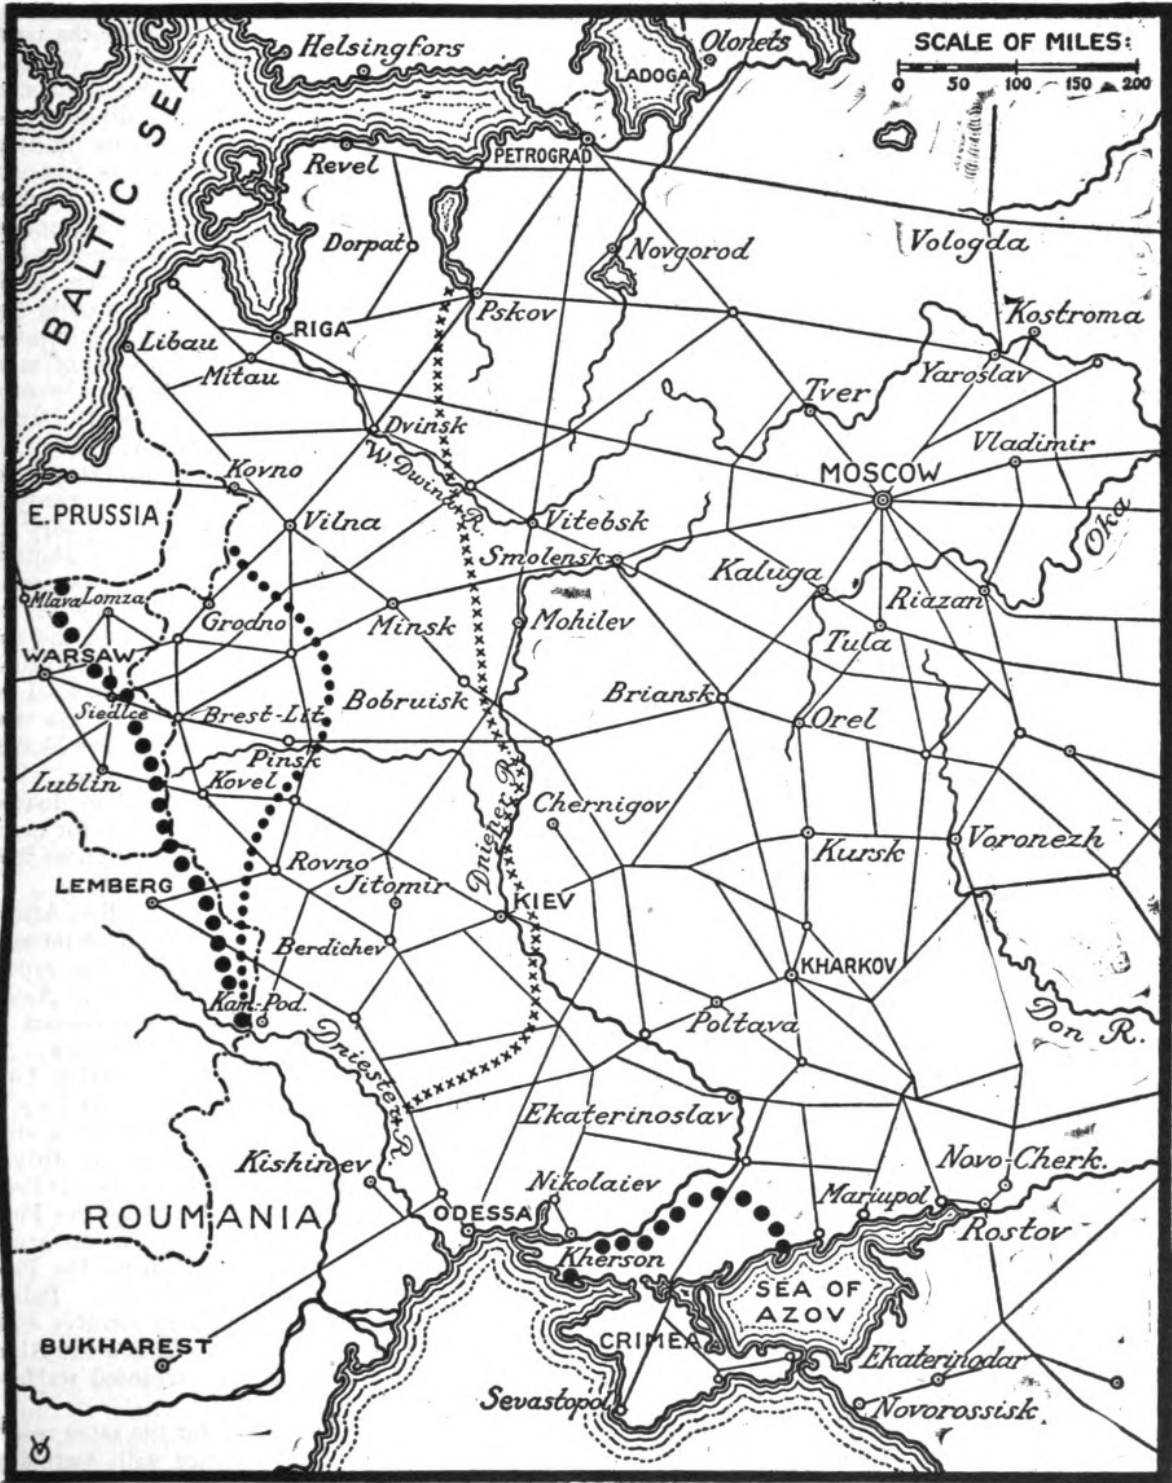 Helsingfors
Olonets
LADOGA
SCALE OF MILES:
0 50 100 150 200
BALTIC SEA
Revel
PETROGRAD
Dorpat
Novgorod
Vologda
Pskov
Kostroma
RIGA
Libau
Mitau
Yaroslav
Tver
Dvinsk
W. Dwina R.
Vladimir
Kovno
MOSCOW
E. PRUSSIA
Vilna
Vitebsk
Oka
Smolensk
Kaluga
Mlava
Lomza
Grodno
Minsk
Mohilev
Riazan
Tula
WARSAW
Bobruisk
Briansk
Orel
Siedlce
Brest-Lit.
Pinsk
Lublin
Kovel
Dnieper R.
Chernigov
Kursk
Voronezh
Rovno
LEMBERG
Jitomir
KIEV
Berdichev
KHARKOV
Kam.-Pod.
Poltava
Don R.
Dniester R.
Ekaterinoslav
Kishinev
Nikolaiev
Novo-Cherk.
Mariupol
ROUMANIA
ODESSA
Rostov
Kherson
SEA OF
AZOV
CRIMEA
BUKHAREST
Ekaterinodar
Sevastopol
Novorossisk.